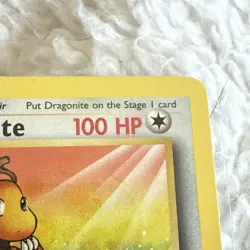 Put Dragonite on the Stage 1 card
te 100 HP